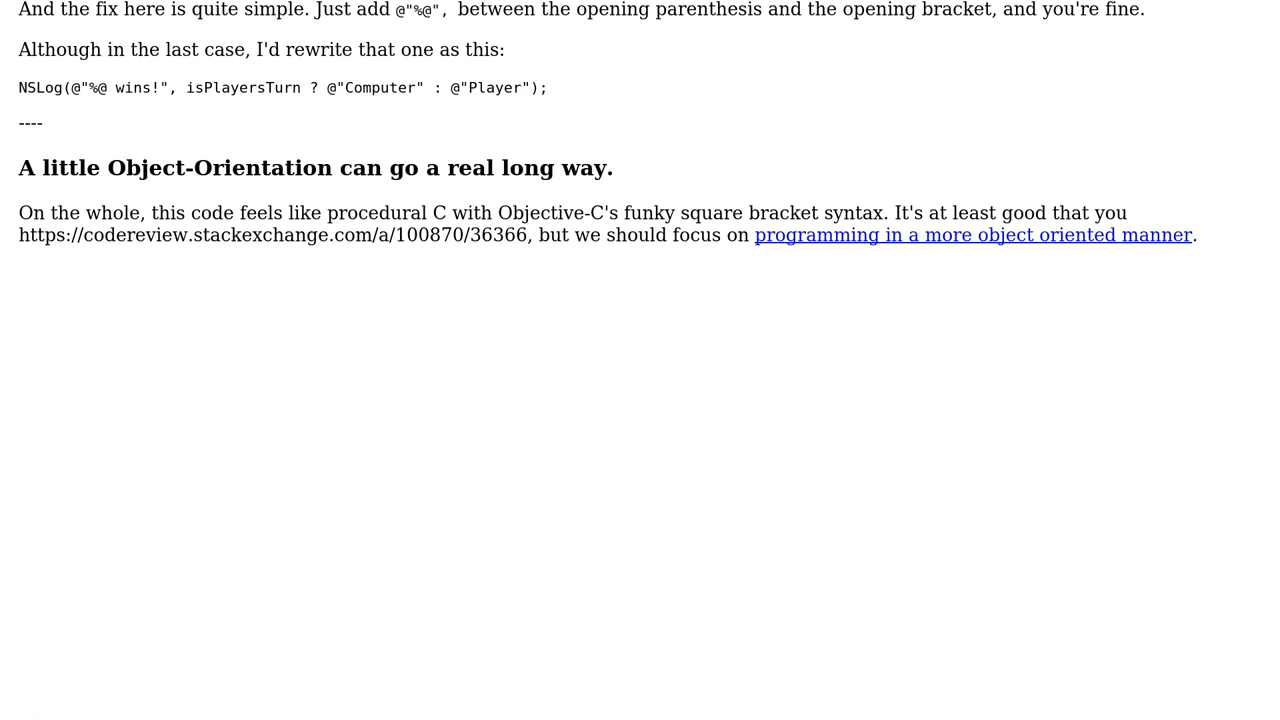 And the fix here is quite simple. Just add @"%@", between the opening parenthesis and the opening bracket, and you're fine.
Although in the last case, I'd rewrite that one as this:
NSLog(@"%@ wins!", isPlayersTurn ? @"Computer" : @"Player");
----
A little Object-Orientation can go a real long way.
On the whole, this code feels like procedural C with Objective-C's funky square bracket syntax. It's at least good that you
https://codereview.stackexchange.com/a/100870/36366, but we should focus on programming in a more object oriented manner.